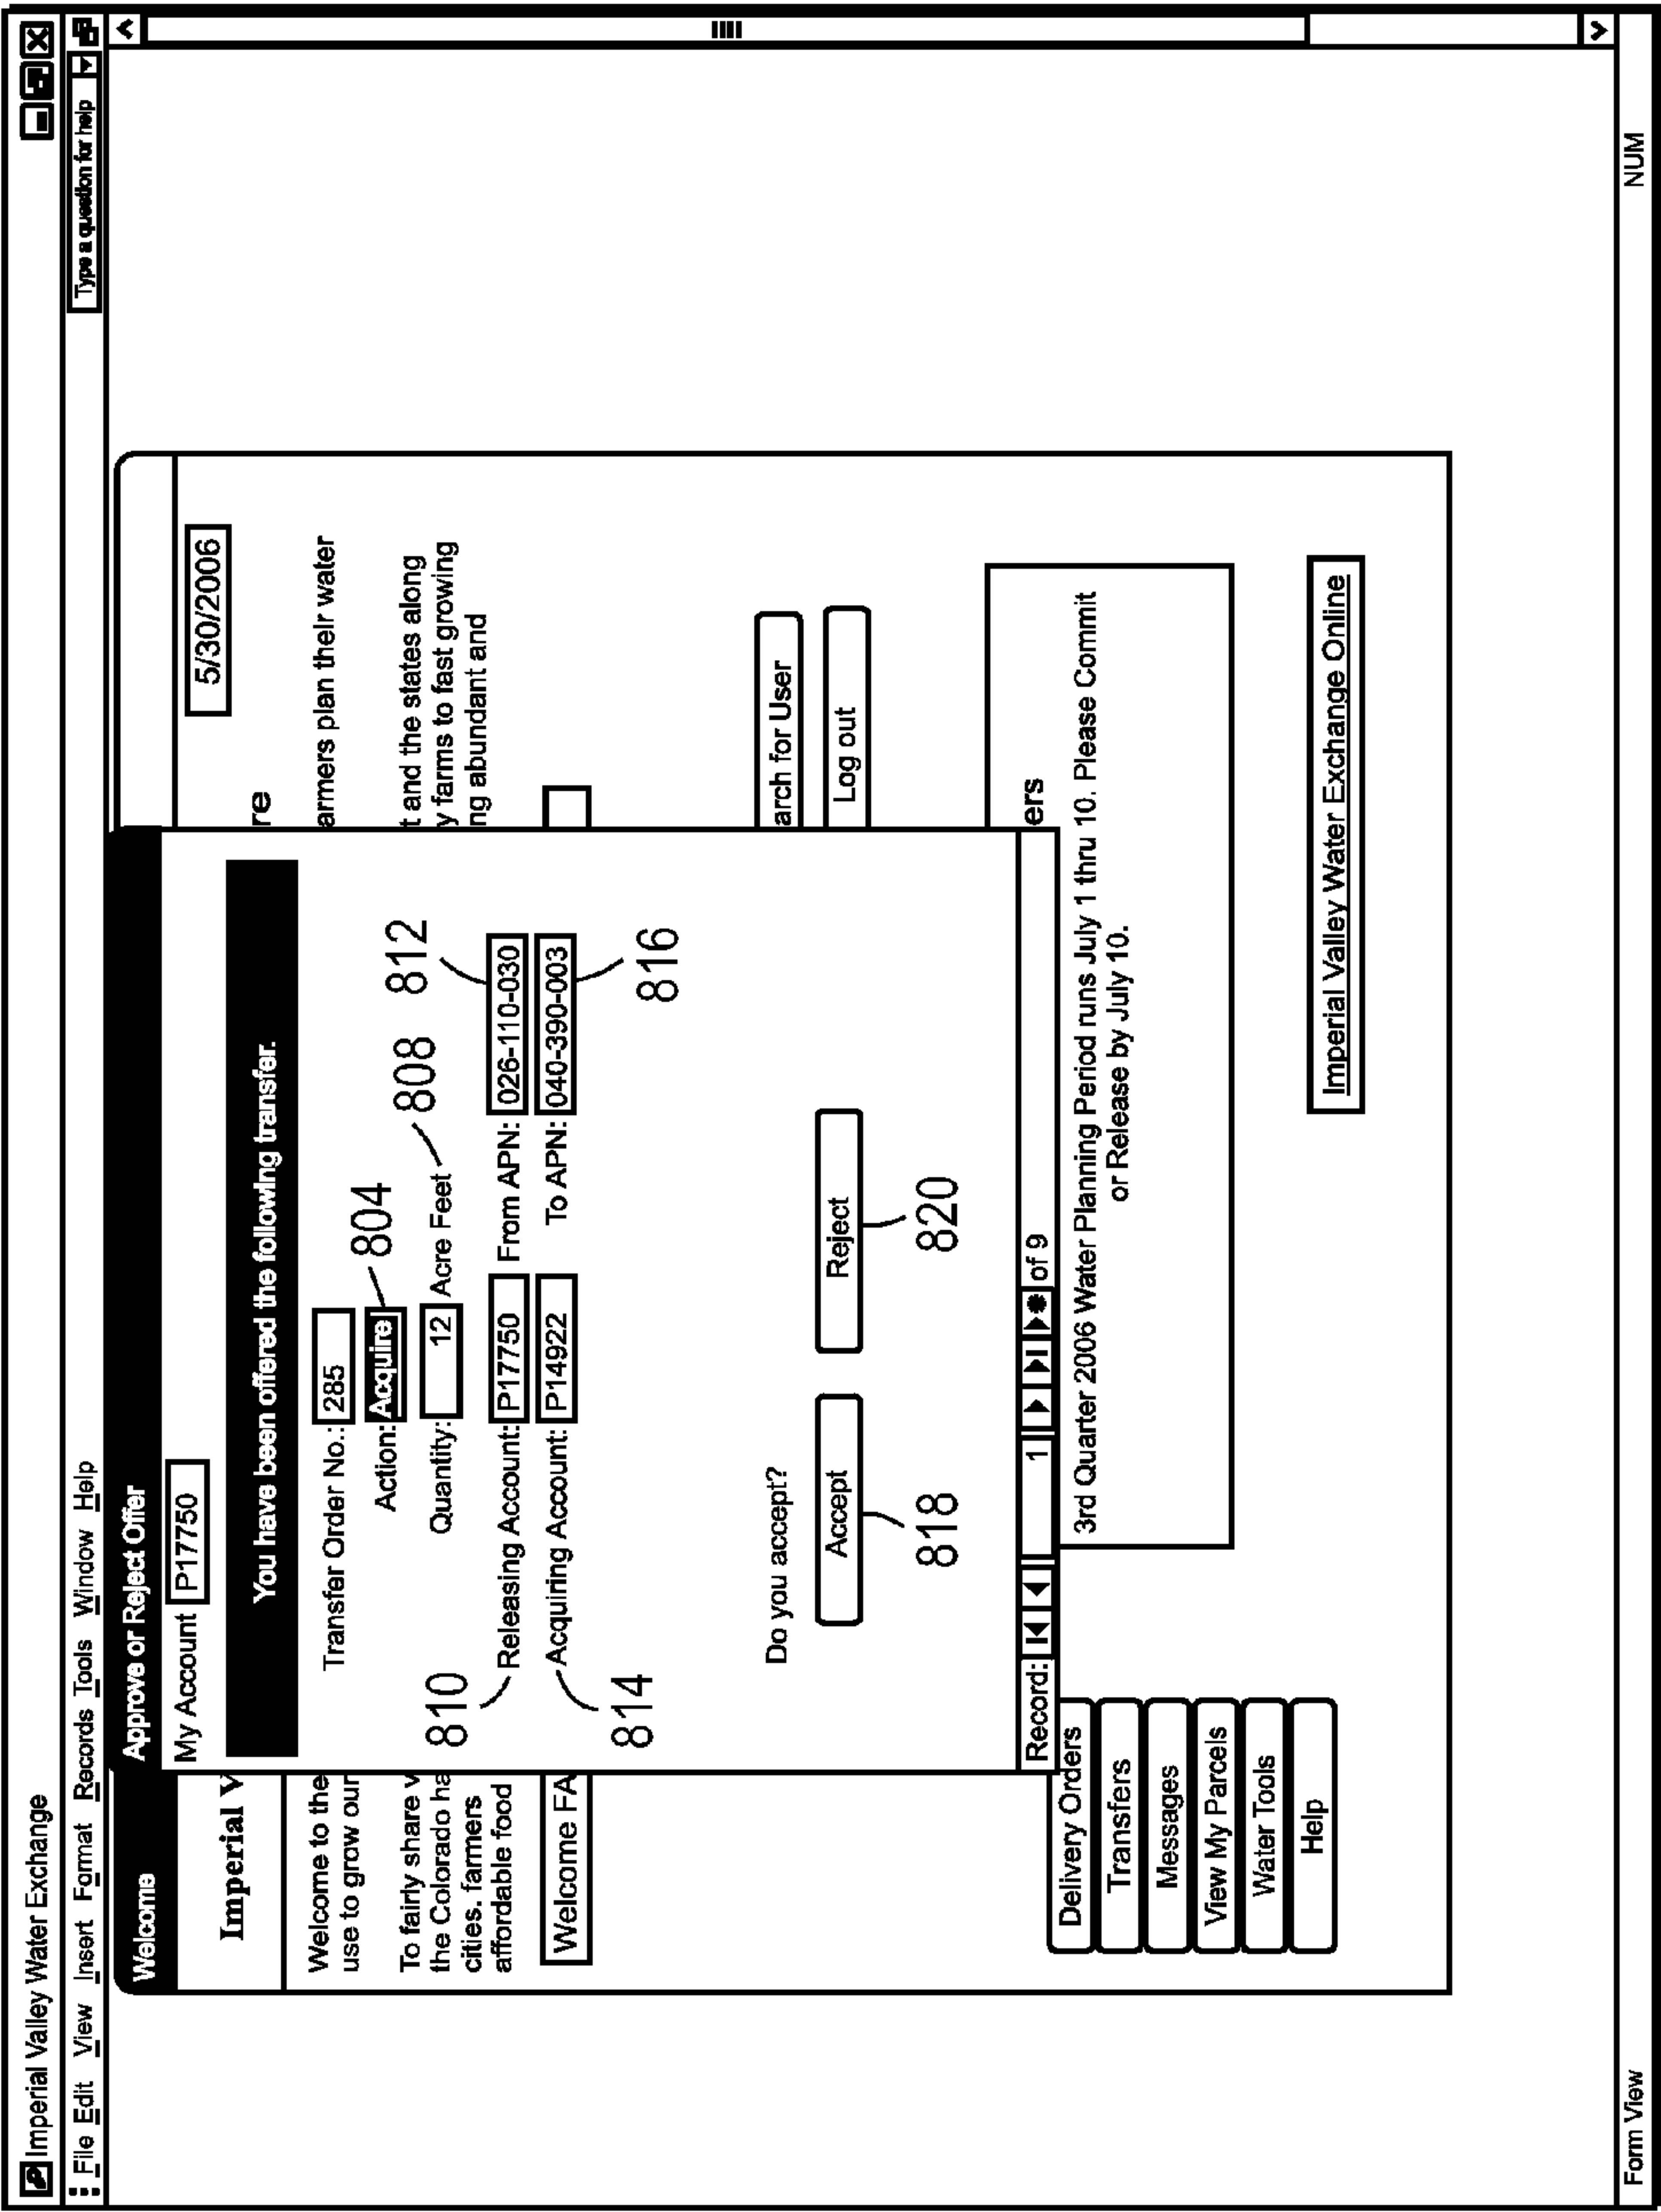 Imperial Valley Water Exchange
File Edit View Insert Format Records Tools Window Help Type a question for help
Welcome
Approve or Reject Offer
My Account P17750
5/30/2006
Imperial V
re
You have been offered the following transfer.
Welcome to the
armers plan their water
use to grow our
Transfer Order No.: 285
804
Action: Acquire
812
To fairly share v
t and the states along
the Colorado ha
y farms to fast growing
cities. farmers
ng abundant and
affordable food
808
Quantity: 12 Acre Feet
810
Releasing Account: P17750 From APN: 026-110-030
Acquiring Account: P14922 To APN: 040-390-003
Welcome FA
814
816
Do you accept?
arch for User
Accept Reject
Log out
818
820
Record: 1 of 9
ers
Delivery Orders
3rd Quarter 2006 Water Planning Period runs July 1 thru 10. Please Commit
or Release by July 10.
Transfers
Messages
View My Parcels
Water Tools
Help
Imperial Valley Water Exchange Online
Form View NUM